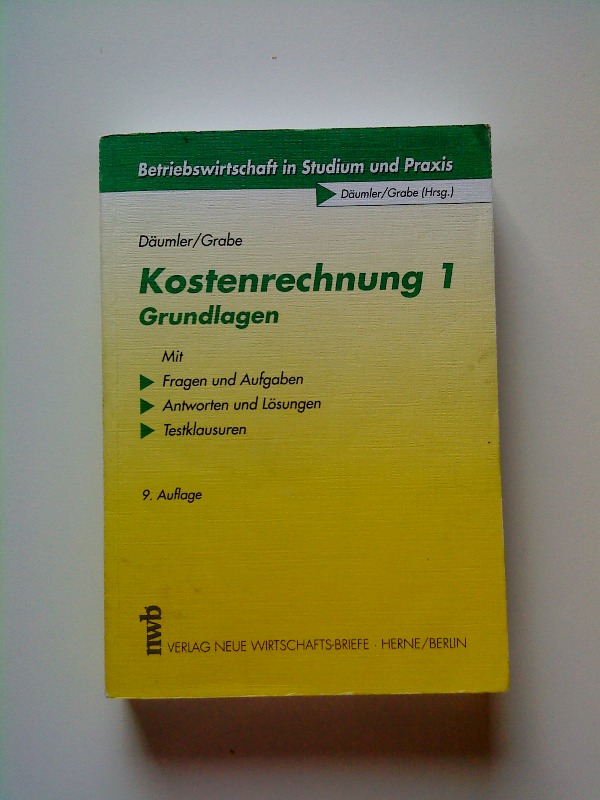 Betriebswirtschaft in Studium und Praxis
Däumler/Grabe (Hrsg.)
Däumler/Grabe
Kostenrechnung 1
Grundlagen
Mit
Fragen und Aufgaben
Antworten und Lösungen
Testklausuren
9. Auflage
nwb
VERLAG NEUE WIRTSCHAFTS-BRIEFE · HERNE/BERLIN